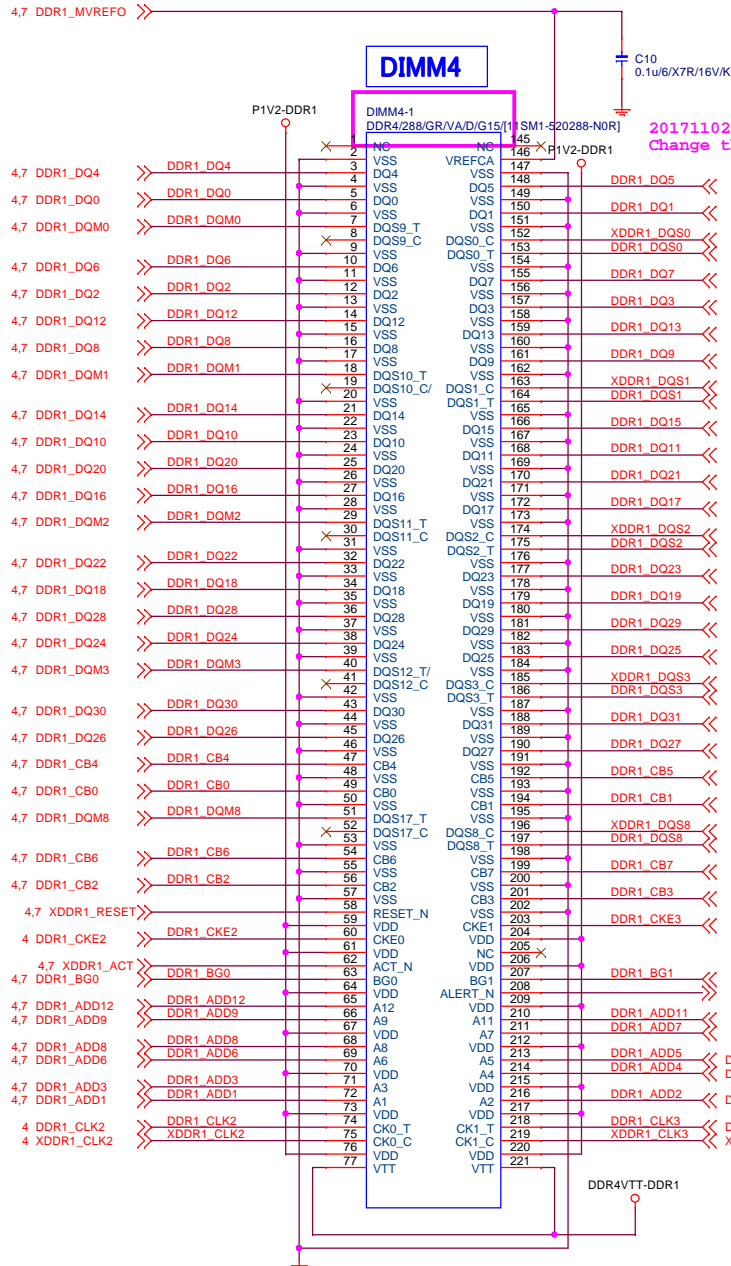 4,7 DDR1_MVREFO
C10
0.1u/6/X7R/16V/K
DIMM4
P1V2-DDR1
DIMM4-1
DDR4/288/GR/VA/D/G15/[11SM1-520288-N0R]
20171102
Change t
P1V2-DDR1
1 NC NC 145
2 VSS VREFCA 146
4,7 DDR1_DQ4 DDR1_DQ4 3 DQ4 VSS 147
4 VSS DQ5 148 DDR1_DQ5
4,7 DDR1_DQ0 DDR1_DQ0 5 DQ0 VSS 149
6 VSS DQ1 150 DDR1_DQ1
4,7 DDR1_DQM0 DDR1_DQM0 7 DQS9_T VSS 151
8 DQS9_C DQS0_C 152 XDDR1_DQS0
9 VSS DQS0_T 153 DDR1_DQS0
4,7 DDR1_DQ6 DDR1_DQ6 10 DQ6 VSS 154
11 VSS DQ7 155 DDR1_DQ7
4,7 DDR1_DQ2 DDR1_DQ2 12 DQ2 VSS 156
13 VSS DQ3 157 DDR1_DQ3
4,7 DDR1_DQ12 DDR1_DQ12 14 DQ12 VSS 158
15 VSS DQ13 159 DDR1_DQ13
4,7 DDR1_DQ8 DDR1_DQ8 16 DQ8 VSS 160
17 VSS DQ9 161 DDR1_DQ9
4,7 DDR1_DQM1 DDR1_DQM1 18 DQS10_T VSS 162
19 DQS10_C/ DQS1_C 163 XDDR1_DQS1
20 VSS DQS1_T 164 DDR1_DQS1
4,7 DDR1_DQ14 DDR1_DQ14 21 DQ14 VSS 165
22 VSS DQ15 166 DDR1_DQ15
4,7 DDR1_DQ10 DDR1_DQ10 23 DQ10 VSS 167
24 VSS DQ11 168 DDR1_DQ11
4,7 DDR1_DQ20 DDR1_DQ20 25 DQ20 VSS 169
26 VSS DQ21 170 DDR1_DQ21
4,7 DDR1_DQ16 DDR1_DQ16 27 DQ16 VSS 171
28 VSS DQ17 172 DDR1_DQ17
4,7 DDR1_DQM2 DDR1_DQM2 29 DQS11_T VSS 173
30 DQS11_C DQS2_C 174 XDDR1_DQS2
31 VSS DQS2_T 175 DDR1_DQS2
4,7 DDR1_DQ22 DDR1_DQ22 32 DQ22 VSS 176
33 VSS DQ23 177 DDR1_DQ23
4,7 DDR1_DQ18 DDR1_DQ18 34 DQ18 VSS 178
35 VSS DQ19 179 DDR1_DQ19
4,7 DDR1_DQ28 DDR1_DQ28 36 DQ28 VSS 180
37 VSS DQ29 181 DDR1_DQ29
4,7 DDR1_DQ24 DDR1_DQ24 38 DQ24 VSS 182
39 VSS DQ25 183 DDR1_DQ25
4,7 DDR1_DQM3 DDR1_DQM3 40 DQS12_T/ VSS 184
41 DQS12_C DQS3_C 185 XDDR1_DQS3
42 VSS DQS3_T 186 DDR1_DQS3
4,7 DDR1_DQ30 DDR1_DQ30 43 DQ30 VSS 187
44 VSS DQ31 188 DDR1_DQ31
4,7 DDR1_DQ26 DDR1_DQ26 45 DQ26 VSS 189
46 VSS DQ27 190 DDR1_DQ27
4,7 DDR1_CB4 DDR1_CB4 47 CB4 VSS 191
48 VSS CB5 192 DDR1_CB5
4,7 DDR1_CB0 DDR1_CB0 49 CB0 VSS 193
50 VSS CB1 194 DDR1_CB1
4,7 DDR1_DQM8 DDR1_DQM8 51 DQS17_T VSS 195
52 DQS17_C DQS8_C 196 XDDR1_DQS8
53 VSS DQS8_T 197 DDR1_DQS8
4,7 DDR1_CB6 DDR1_CB6 54 CB6 VSS 198
55 VSS CB7 199 DDR1_CB7
4,7 DDR1_CB2 DDR1_CB2 56 CB2 VSS 200
57 VSS CB3 201 DDR1_CB3
4,7 XDDR1_RESET 58 RESET_N VSS 202
59 VDD CKE1 203 DDR1_CKE3
4 DDR1_CKE2 DDR1_CKE2 60 CKE0 VDD 204
61 VDD NC 205
4,7 XDDR1_ACT 62 ACT_N VDD 206
4,7 DDR1_BG0 DDR1_BG0 63 BG0 BG1 207 DDR1_BG1
64 VDD ALERT_N 208
4,7 DDR1_ADD12 DDR1_ADD12 65 A12 VDD 209
4,7 DDR1_ADD9 DDR1_ADD9 66 A9 A11 210 DDR1_ADD11
67 VDD A7 211 DDR1_ADD7
4,7 DDR1_ADD8 DDR1_ADD8 68 A8 VDD 212
4,7 DDR1_ADD6 DDR1_ADD6 69 A6 A5 213 DDR1_ADD5 D
70 VDD A4 214 DDR1_ADD4 D
4,7 DDR1_ADD3 DDR1_ADD3 71 A3 VDD 215
4,7 DDR1_ADD1 DDR1_ADD1 72 A1 A2 216 DDR1_ADD2 D
73 VDD VDD 217
4 DDR1_CLK2 DDR1_CLK2 74 CK0_T CK1_T 218 DDR1_CLK3 D
4 XDDR1_CLK2 XDDR1_CLK2 75 CK0_C CK1_C 219 XDDR1_CLK3 X
76 VDD VDD 220
77 VTT VTT 221
DDR4VTT-DDR1